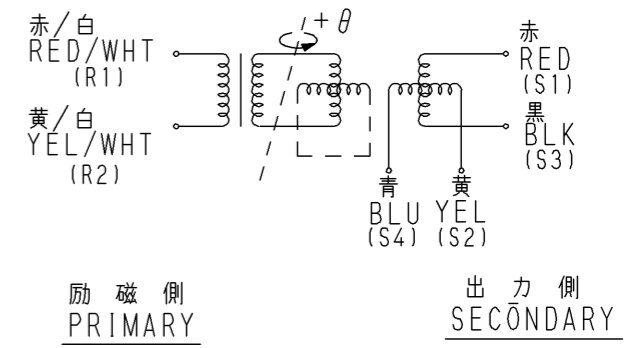 赤/白
RED/WHT
(R1)
黄/白
YEL/WHT
(R2)
+θ
赤
RED
(S1)
黒
BLK
(S3)
青
BLU
(S4)
黄
YEL
(S2)
励磁側
PRIMARY
出力側
SECŌNDARY